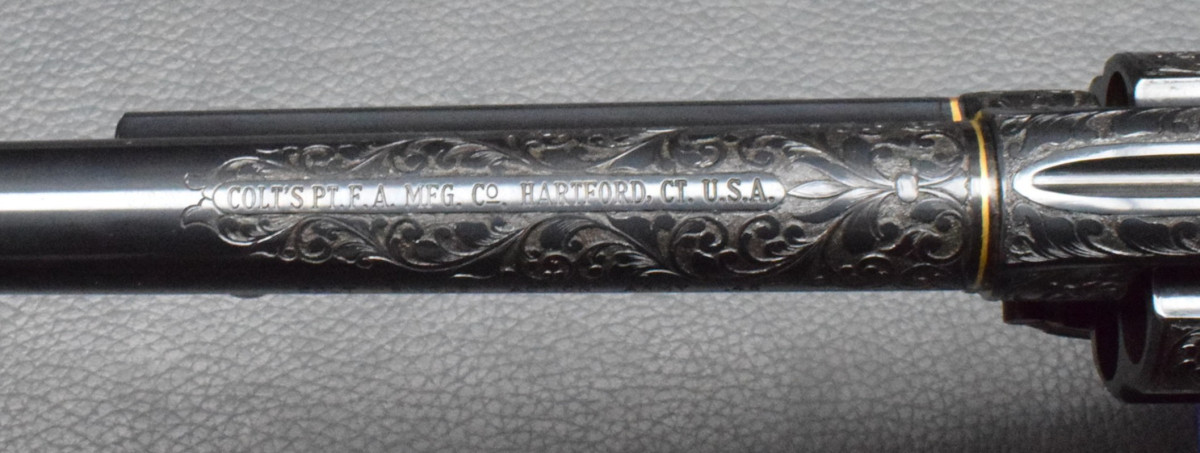 COLT'S PT. F. A. MFG. Cº. HARTFORD, CT. U.S.A.